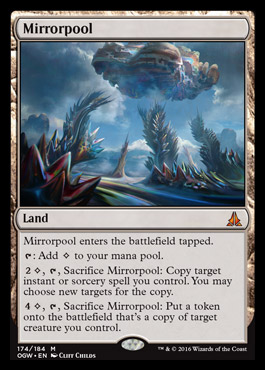 Mirrorpool
Land
Mirrorpool enters the battlefield tapped.
: Add ◇ to your mana pool.
2 ◇, , Sacrifice Mirrorpool: Copy target
instant or sorcery spell you control. You may
choose new targets for the copy.
4 ◇, , Sacrifice Mirrorpool: Put a token
onto the battlefield that's a copy of target
creature you control.
174/184 M
OGW • EN Cliff Childs
™ & © 2016 Wizards of the Coast